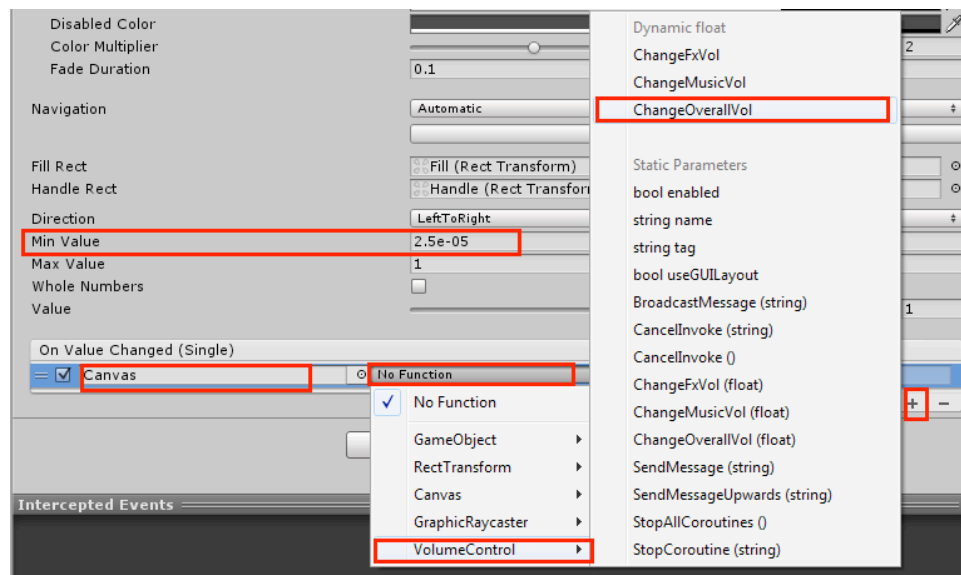 Disabled Color
Color Multiplier 2
Fade Duration 0.1
Navigation Automatic
Fill Rect Fill (Rect Transform)
Handle Rect Handle (Rect Transfor
Direction LeftToRight
Min Value 2.5e-05
Max Value 1
Whole Numbers
Value 1
On Value Changed (Single)
Canvas No Function
No Function
GameObject
RectTransform
Canvas
GraphicRaycaster
VolumeControl
Intercepted Events
Dynamic float
ChangeFxVol
ChangeMusicVol
ChangeOverallVol
Static Parameters
bool enabled
string name
string tag
bool useGUILayout
BroadcastMessage (string)
CancelInvoke (string)
CancelInvoke ()
ChangeFxVol (float)
ChangeMusicVol (float)
ChangeOverallVol (float)
SendMessage (string)
SendMessageUpwards (string)
StopAllCoroutines ()
StopCoroutine (string)
+ −